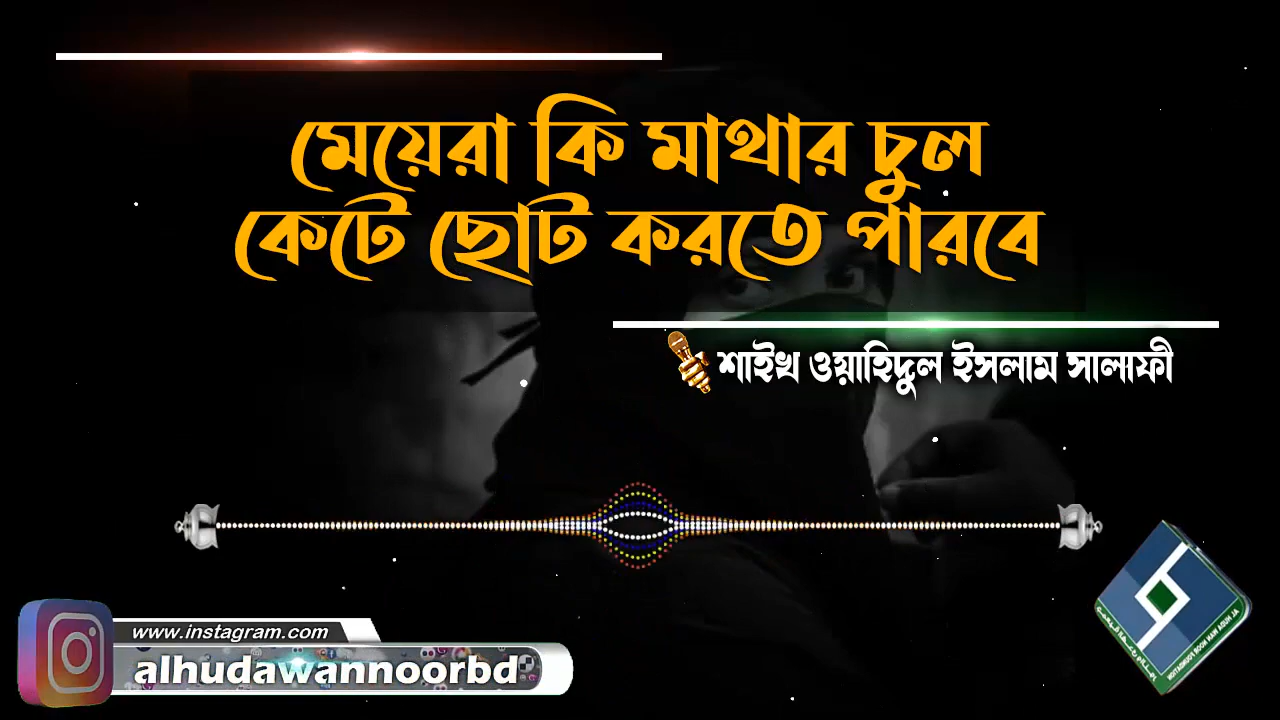 মেয়েরা কি মাথার চুল
কেটে ছোট করতে পারবে
শাইখ ওয়াহিদুল ইসলাম সালাফী
www.instagram.com
alhudawannoorbd